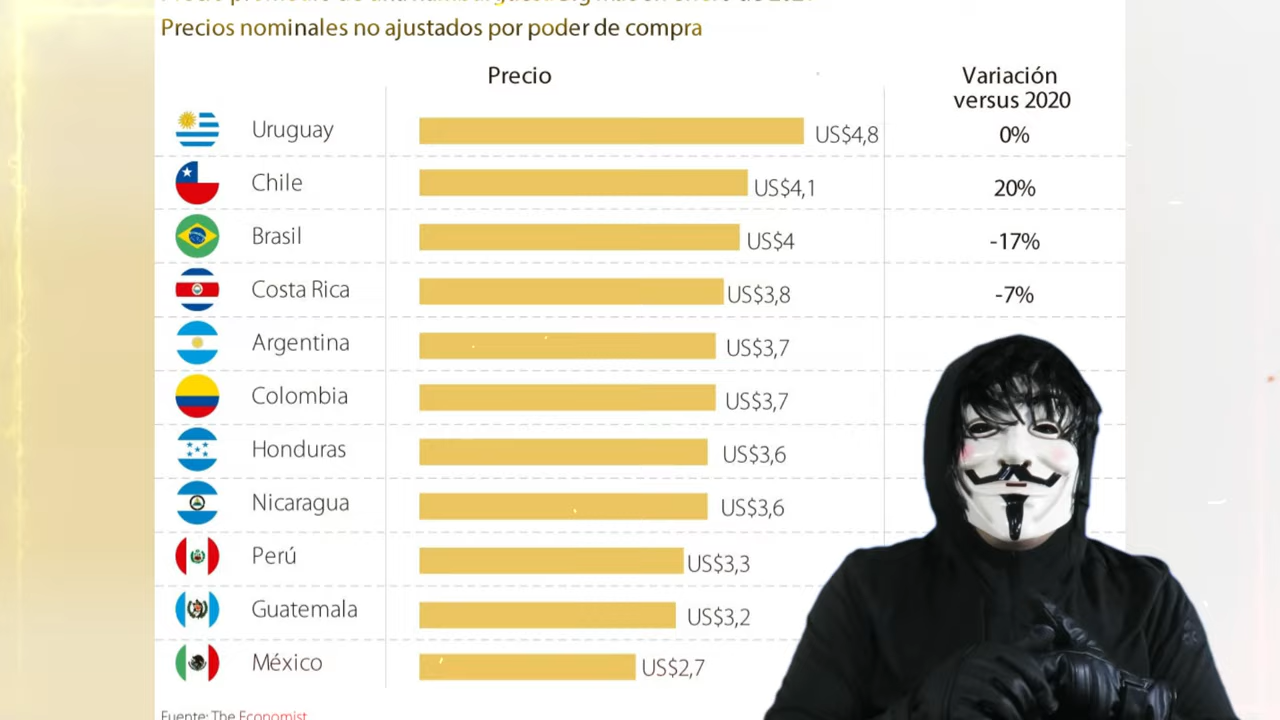 Precios nominales no ajustados por poder de compra
Precio
Variación
versus 2020
Uruguay US$4,8 0%
Chile US$4,1 20%
Brasil US$4 -17%
Costa Rica US$3,8 -7%
Argentina US$3,7
Colombia US$3,7
Honduras US$3,6
Nicaragua US$3,6
Perú US$3,3
Guatemala US$3,2
México US$2,7
Fuente: The Economist